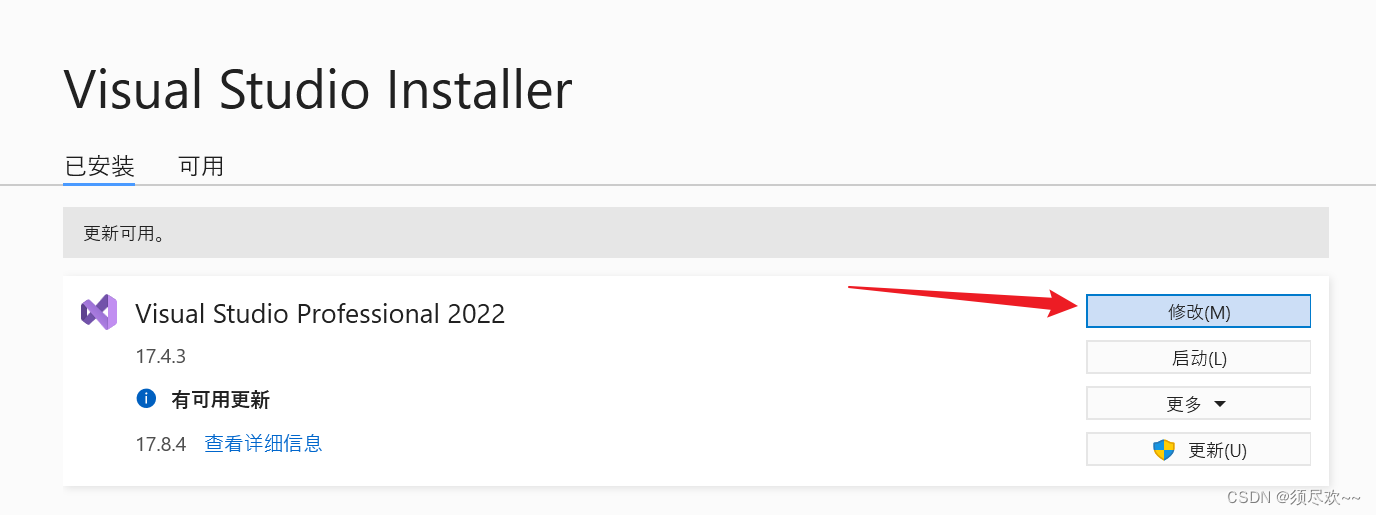 Visual Studio Installer
已安装 可用
更新可用。
Visual Studio Professional 2022
修改(M)
17.4.3
启动(L)
有可用更新
更多
17.8.4 查看详细信息
更新(U)
CSDN @须尽欢~~